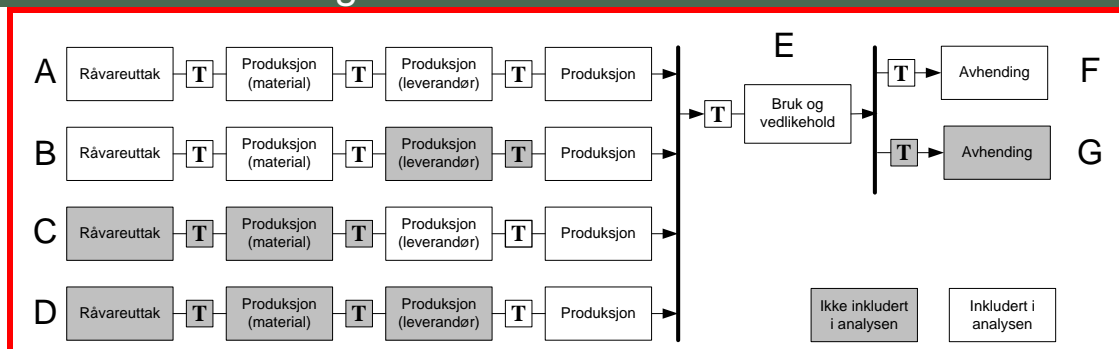 E
A
Råvareuttak
T
Produksjon
(material)
T
Produksjon
(leverandør)
T
Produksjon
T
Avhending
F
T
Bruk og
vedlikehold
B
Råvareuttak
T
Produksjon
(material)
T
Produksjon
(leverandør)
T
Produksjon
T
Avhending
G
C
Råvareuttak
T
Produksjon
(material)
T
Produksjon
(leverandør)
T
Produksjon
D
Råvareuttak
T
Produksjon
(material)
T
Produksjon
(leverandør)
T
Produksjon
Ikke inkludert
i analysen
Inkludert i
analysen